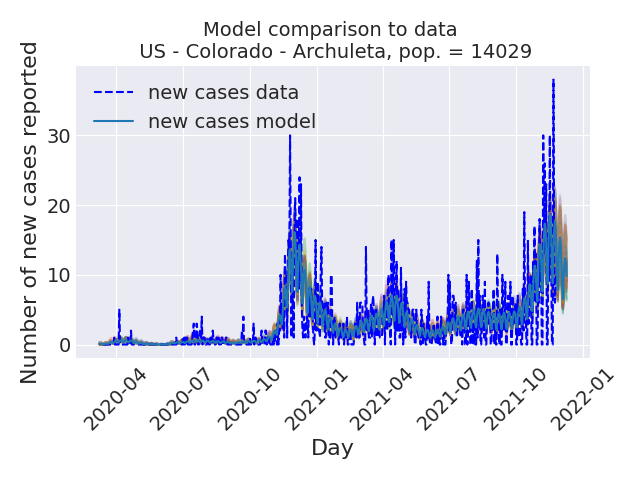 Model comparison to data
US - Colorado - Archuleta, pop. = 14029
new cases data
new cases model
Number of new cases reported
30
20
10
0
2020-04
2020-07
2020-10
2021-01
2021-04
2021-07
2021-10
2022-01
Day